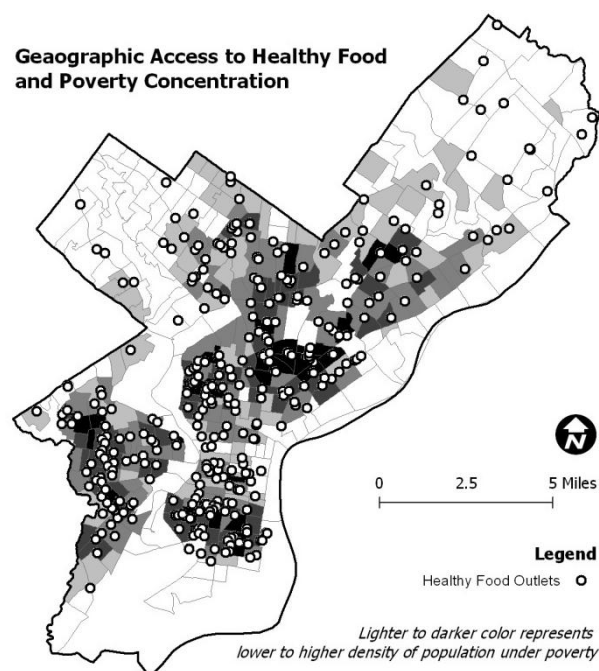 Geaographic Access to Healthy Food
and Poverty Concentration
N
0 2.5 5 Miles
Legend
Healthy Food Outlets
Lighter to darker color represents
lower to higher density of population under poverty